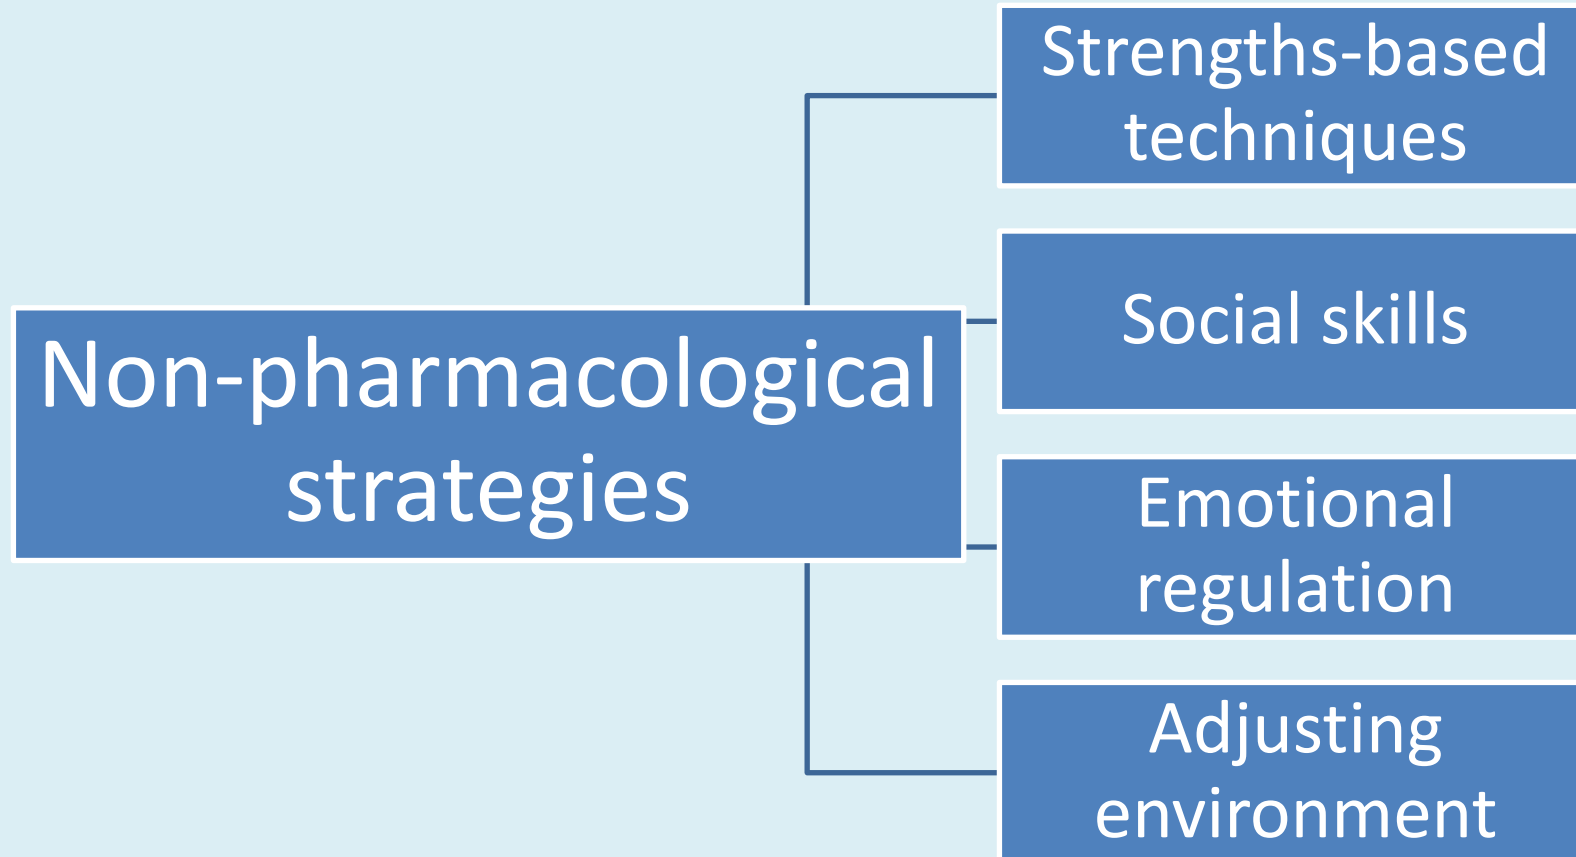 Non-pharmacological
strategies
Strengths-based
techniques
Social skills
Emotional
regulation
Adjusting
environment